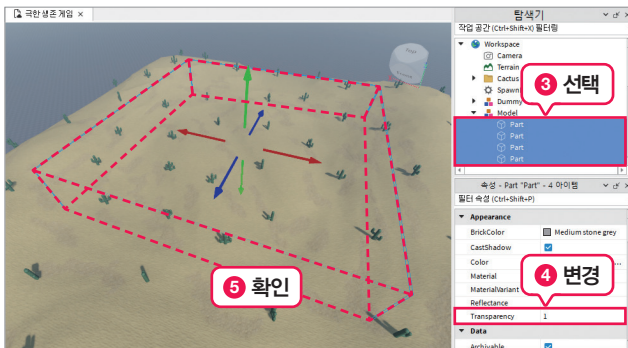 극한 생존 게임 ×
탐색기
작업 공간 (Ctrl+Shift+X) 필터링
Workspace
Camera
Terrain
Cactus
Spawn
Dummy
Model
Part
Part
Part
Part
③ 선택
속성 - Part "Part" - 4 아이템
필터 속성 (Ctrl+Shift+P)
Appearance
BrickColor Medium stone grey
CastShadow
Color ...
Material
MaterialVariant
Reflectance
Transparency 1
Data
Archivable
④ 변경
⑤ 확인